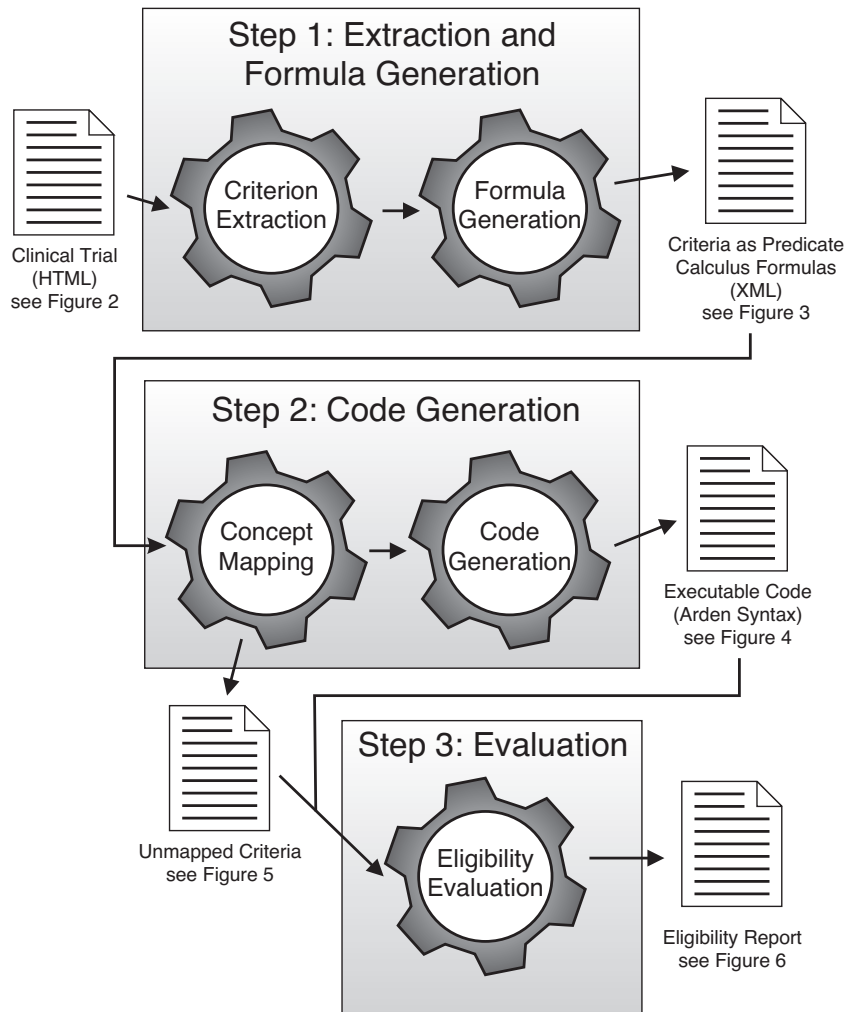 Step 1: Extraction and
Formula Generation
Criterion
Extraction
Formula
Generation
Clinical Trial
(HTML)
see Figure 2
Criteria as Predicate
Calculus Formulas
(XML)
see Figure 3
Step 2: Code Generation
Concept
Mapping
Code
Generation
Executable Code
(Arden Syntax)
see Figure 4
Unmapped Criteria
see Figure 5
Step 3: Evaluation
Eligibility
Evaluation
Eligibility Report
see Figure 6